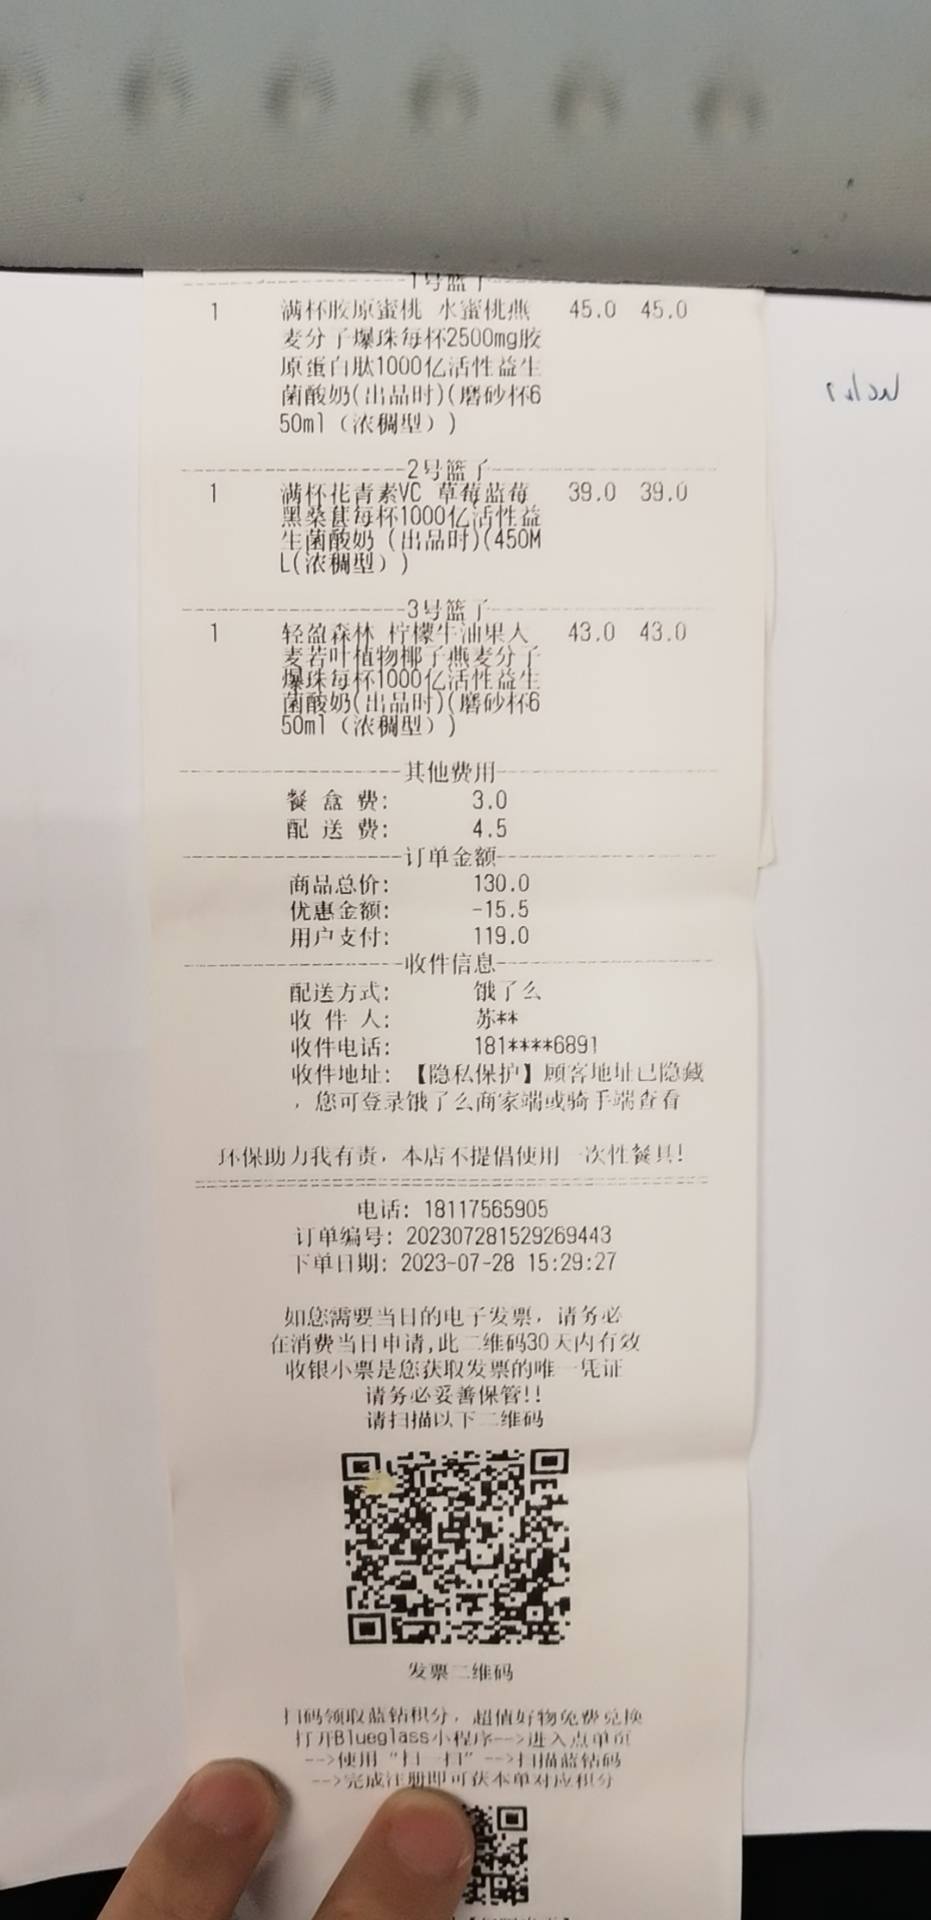 1号篮子
1 满杯胶原蜜桃 水蜜桃燕 45.0 45.0
麦分子爆珠每杯2500mg胶
原蛋白肽1000亿活性益生
菌酸奶(出品时)(磨砂杯6
50ml（浓稠型）)
2号篮子
1 满杯花青素VC 草莓蓝莓 39.0 39.0
黑桑葚每杯1000亿活性益
生菌酸奶 (出品时)(450M
L(浓稠型）)
3号篮子
1 轻盈森林 柠檬牛油果大 43.0 43.0
麦若叶植物椰子燕麦分子
爆珠每杯1000亿活性益生
菌酸奶(出品时)(磨砂杯6
50ml（浓稠型）)
其他费用
餐 盒 费: 3.0
配 送 费: 4.5
订单金额
商品总价: 130.0
优惠金额: -15.5
用户支付: 119.0
收件信息
配送方式: 饿了么
收 件 人: 苏**
收件电话: 181****6891
收件地址: 【隐私保护】顾客地址已隐藏
，您可登录饿了么商家端或骑手端查看
环保助力我有责，本店不提倡使用一次性餐具!
电话: 18117565905
订单编号: 202307281529269443
下单日期: 2023-07-28 15:29:27
如您需要当日的电子发票，请务必
在消费当日申请,此二维码30天内有效
收银小票是您获取发票的唯一凭证
请务必妥善保管!!
请扫描以下二维码
发票二维码
扫码领取蓝钻积分，超值好物免费兑换
打开Blueglass小程序-->进入点单页
-->使用 "扫一扫" -->扫描蓝钻码
-->完成注册即可获本单对应积分